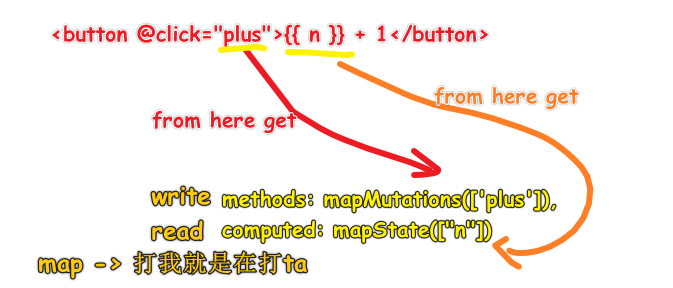 <button @click="plus">{{ n }} + 1</button>
from here get
from here get
write methods: mapMutations(['plus']),
read computed: mapState(["n"])
map -> 打我就是在打ta